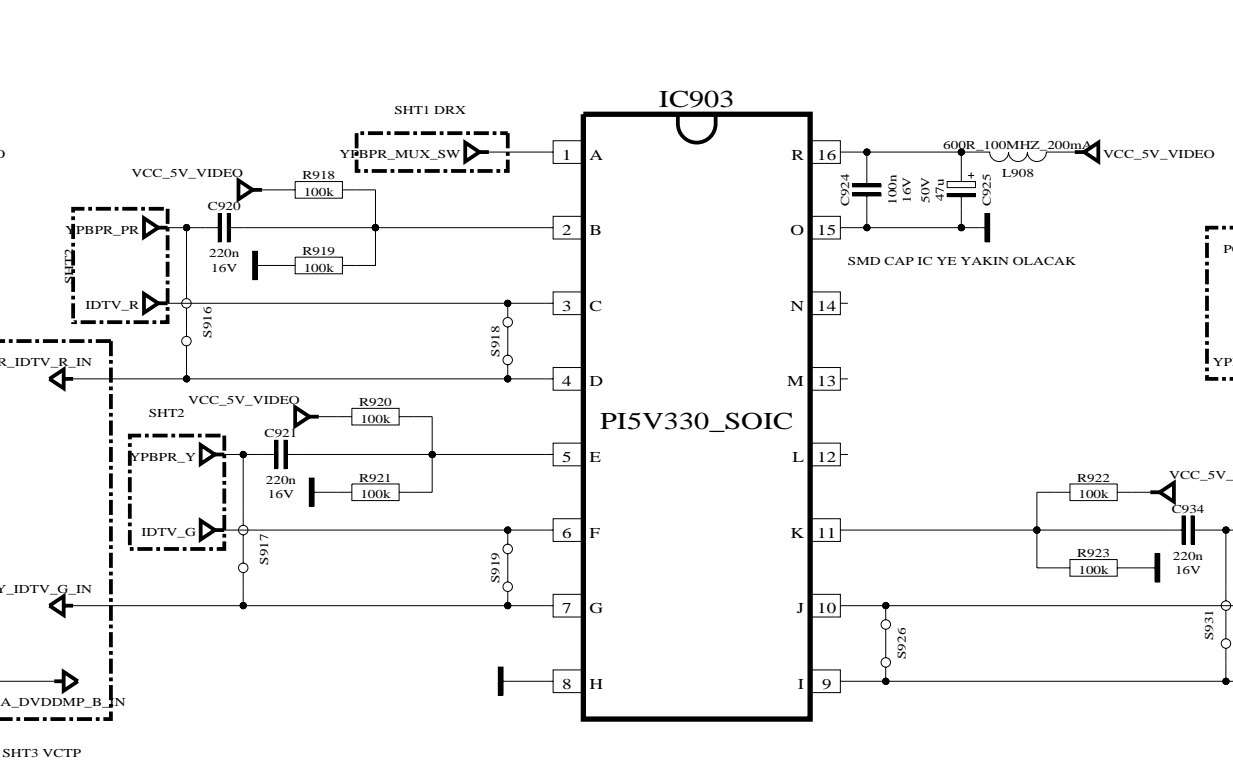 IC903
SHT1 DRX
YPBPR_MUX_SW
1 A
R 16
600R_100MHZ_200mA
VCC_5V_VIDEO
L908
C924
100n
16V
50V
47u
+
C925
VCC_5V_VIDEO
R918
100k
C920
220n
16V
YPBPR_PR
SHT2
2 B
O 15
R919
100k
SMD CAP IC YE YAKIN OLACAK
IDTV_R
S916
S918
3 C
N 14
R_IDTV_R_IN
4 D
M 13
SHT2
VCC_5V_VIDEO
R920
100k
C921
220n
16V
PI5V330_SOIC
YPBPR_Y
5 E
L 12
R921
100k
R922
100k
VCC_5V_
C934
220n
16V
IDTV_G
S917
S919
6 F
K 11
R923
100k
Y_IDTV_G_IN
7 G
J 10
S926
S931
8 H
I 9
A_DVDDMP_B_IN
SHT3 VCTP